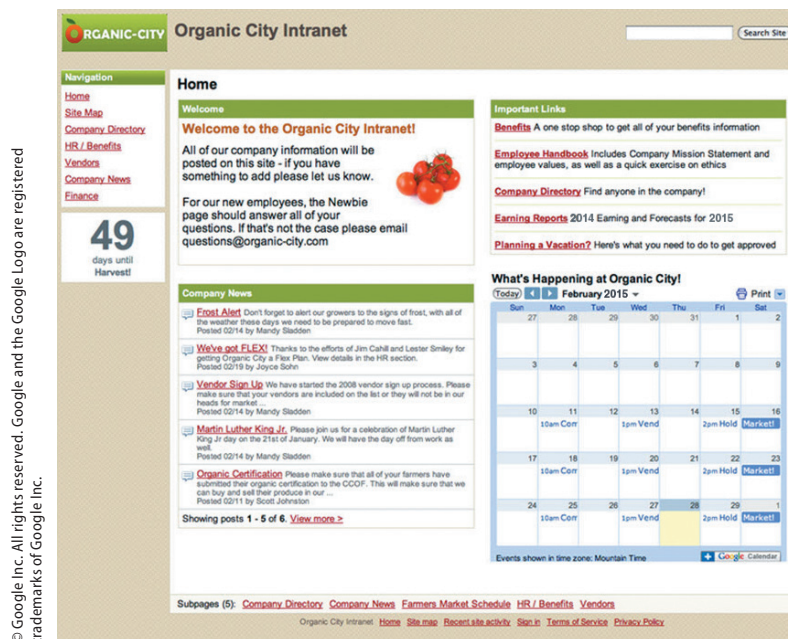 © Google Inc. All rights reserved. Google and the Google Logo are registered
trademarks of Google Inc.
ORGANIC-CITY
Organic City Intranet
Search Site
Navigation
Home
Site Map
Company Directory
HR / Benefits
Vendors
Company News
Finance
49
days until
Harvest!
Home
Welcome
Welcome to the Organic City Intranet!
All of our company information will be
posted on this site - if you have
something to add please let us know.
For our new employees, the Newbie
page should answer all of your
questions. If that's not the case please email
questions@organic-city.com
Important Links
Benefits A one stop shop to get all of your benefits information
Employee Handbook Includes Company Mission Statement and
employee values, as well as a quick exercise on ethics
Company Directory Find anyone in the company!
Earning Reports 2014 Earning and Forecasts for 2015
Planning a Vacation? Here's what you need to do to get approved
Company News
Frost Alert Don't forget to alert our growers to the signs of frost, with all of
the weather these days we need to be prepared to move fast.
Posted 02/14 by Mandy Sladden
We've got FLEX! Thanks to the efforts of Jim Cahill and Lester Smiley for
getting Organic City a Flex Plan. View details in the HR section.
Posted 02/19 by Joyce Sohn
Vendor Sign Up We have started the 2008 vendor sign up process. Please
make sure that your vendors are included on the list or they will not be in our
heads for market ...
Posted 02/14 by Mandy Sladden
Martin Luther King Jr. Please join us for a celebration of Martin Luther
King Jr day on the 21st of January. We will have the day off from work as
well.
Posted 02/14 by Mandy Sladden
Organic Certification Please make sure that all of your farmers have
submitted their organic certification to the CCOF. This will make sure that we
can buy and sell their produce in our ...
Posted 02/11 by Scott Johnston
Showing posts 1 - 5 of 6. View more >
What's Happening at Organic City!
Today February 2015 Print
Sun Mon Tue Wed Thu Fri Sat
27 28 29 30 31 1 2
3 4 5 6 7 8 9
10 11 12 13 14 15 16
10am Corr 1pm Vend 2pm Hold Market!
17 18 19 20 21 22 23
10am Corr 1pm Vend 2pm Hold Market!
24 25 26 27 28 29 1
10am Corr 1pm Vend 2pm Hold Market!
Events shown in time zone: Mountain Time
Google Calendar
Subpages (5): Company Directory Company News Farmers Market Schedule HR / Benefits Vendors
Organic City Intranet Home Site map Recent site activity Sign in Terms of Service Privacy Policy